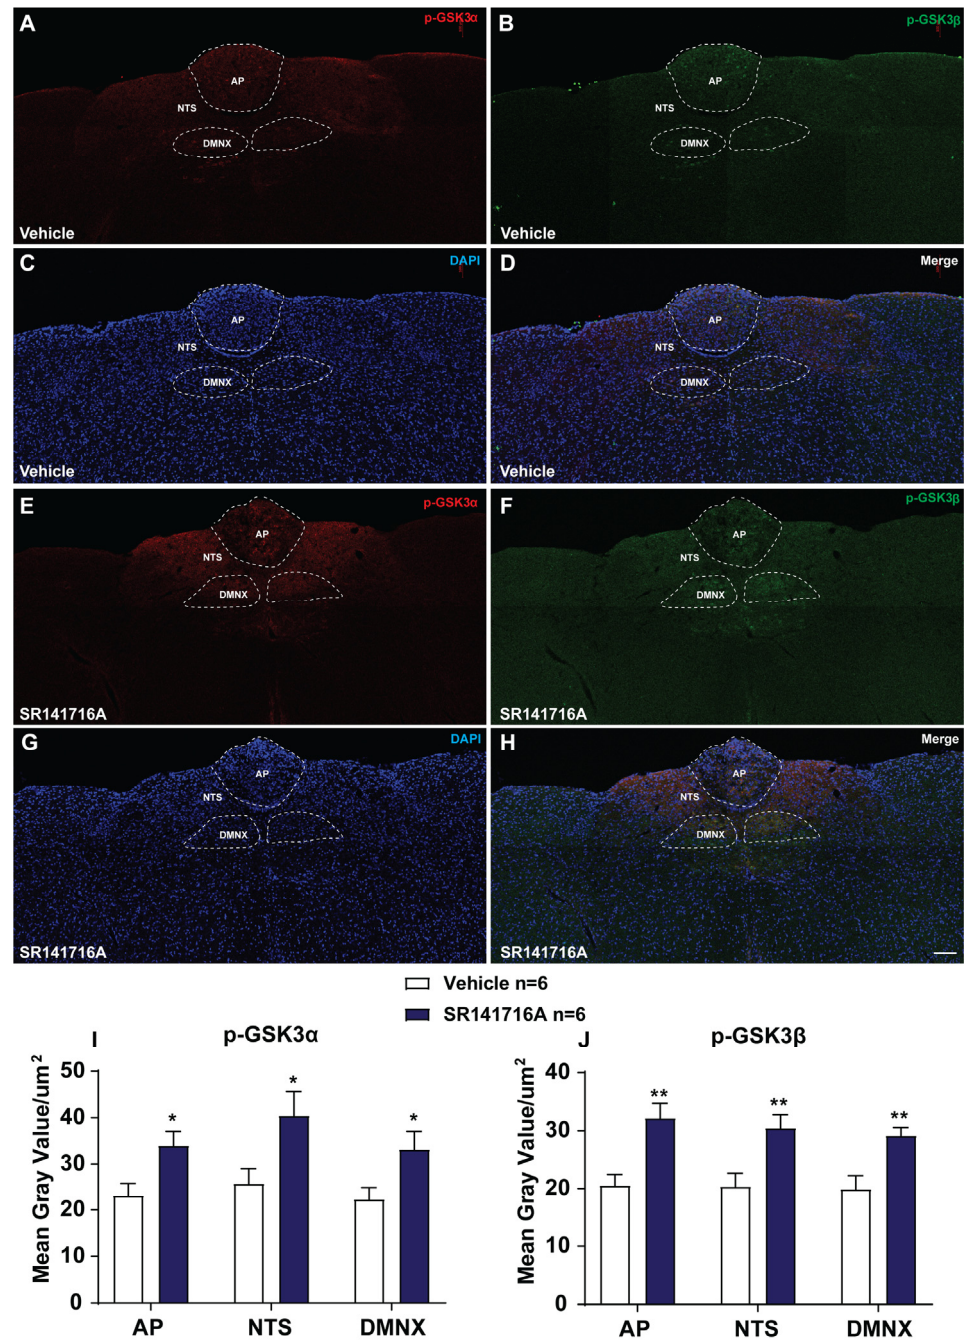 A p-GSK3α
AP
NTS
DMNX
Vehicle
B p-GSK3β
AP
NTS
DMNX
Vehicle
C DAPI
AP
NTS
DMNX
Vehicle
D Merge
AP
NTS
DMNX
Vehicle
E p-GSK3α
AP
NTS
DMNX
SR141716A
F p-GSK3β
AP
NTS
DMNX
SR141716A
G DAPI
AP
NTS
DMNX
SR141716A
H Merge
AP
NTS
DMNX
SR141716A
Vehicle n=6
SR141716A n=6
I p-GSK3α
Mean Gray Value/um²
50
40
30
20
10
0
* * *
AP NTS DMNX
J p-GSK3β
Mean Gray Value/um²
40
30
20
10
0
** ** **
AP NTS DMNX